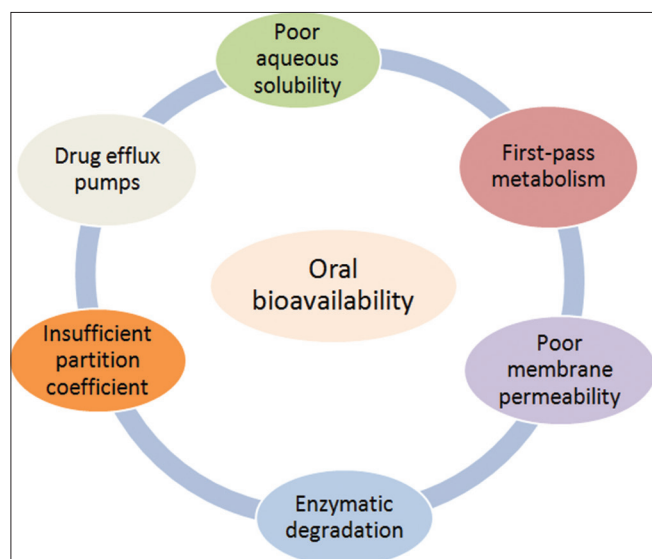 Poor
aqueous
solubility
First-pass
metabolism
Poor
membrane
permeability
Enzymatic
degradation
Insufficient
partition
coefficient
Drug efflux
pumps
Oral
bioavailability